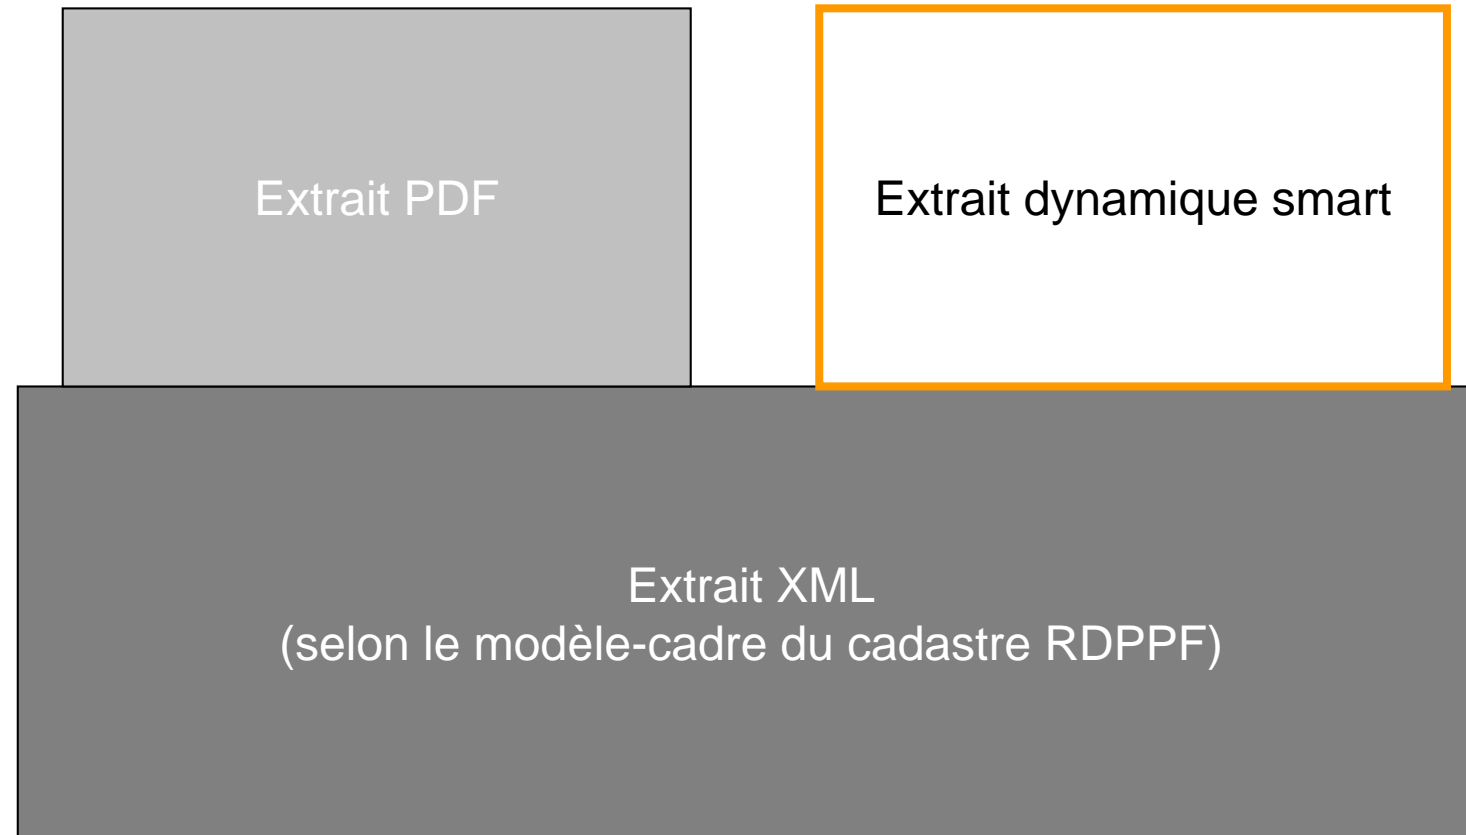 Extrait PDF
Extrait dynamique smart
Extrait XML
(selon le modèle-cadre du cadastre RDPPF)